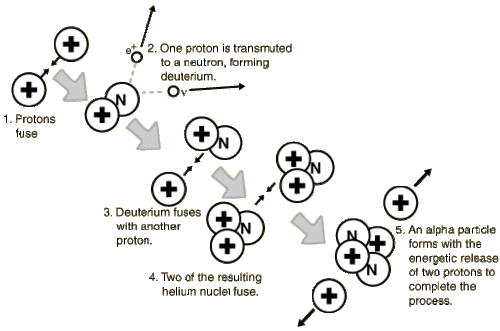 e+
2. One proton is transmuted
to a neutron, forming
deuterium.
N
ν
1. Protons
fuse
N
N
3. Deuterium fuses
with another
proton.
N
4. Two of the resulting
helium nuclei fuse.
N
N
5. An alpha particle
forms with the
energetic release
of two protons to
complete the
process.